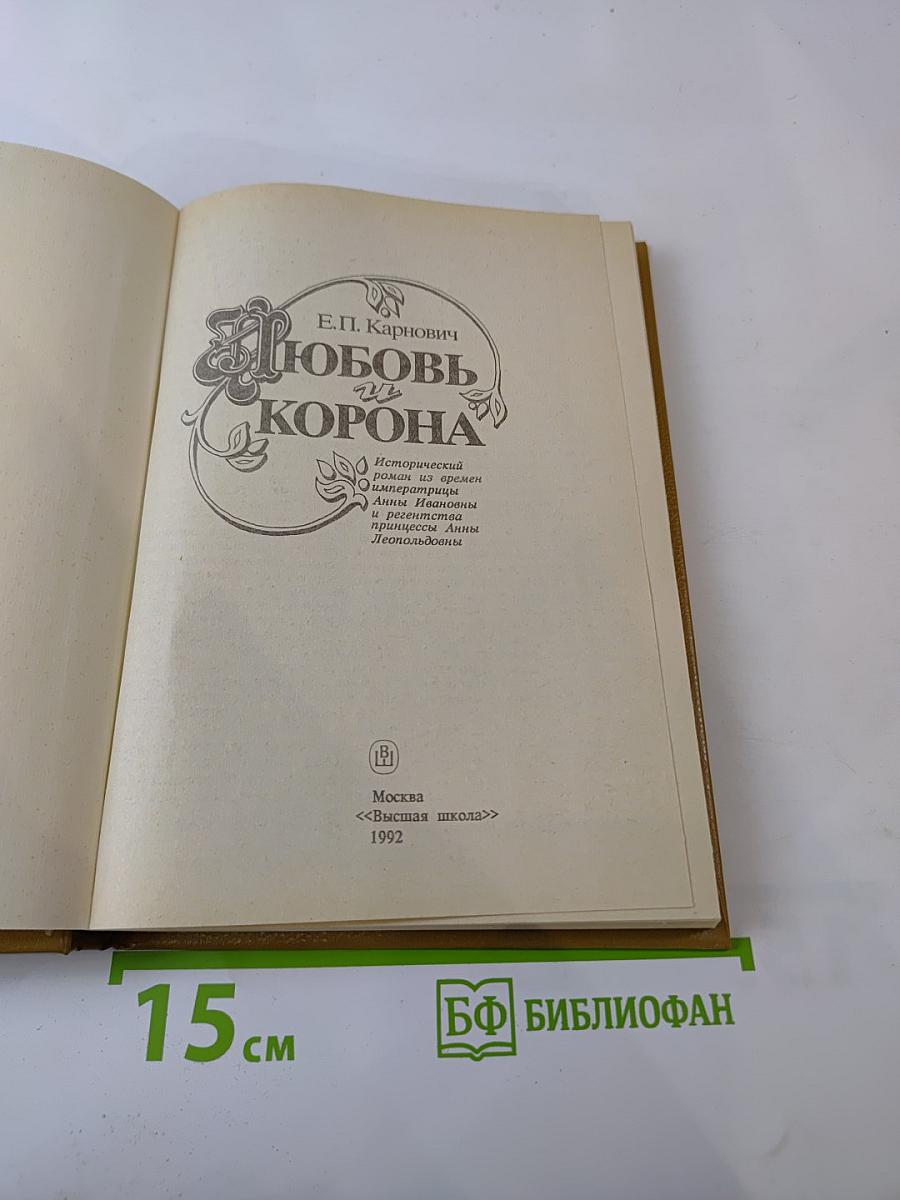 Е.П. Карнович
ЛЮБОВЬ
и
КОРОНА
Исторический
роман из времен
императрицы
Анны Ивановны
и регентства
принцессы Анны
Леопольдовны
ВШ
Москва
<<Высшая школа>>
1992
15 см
БФ БИБЛИОФАН